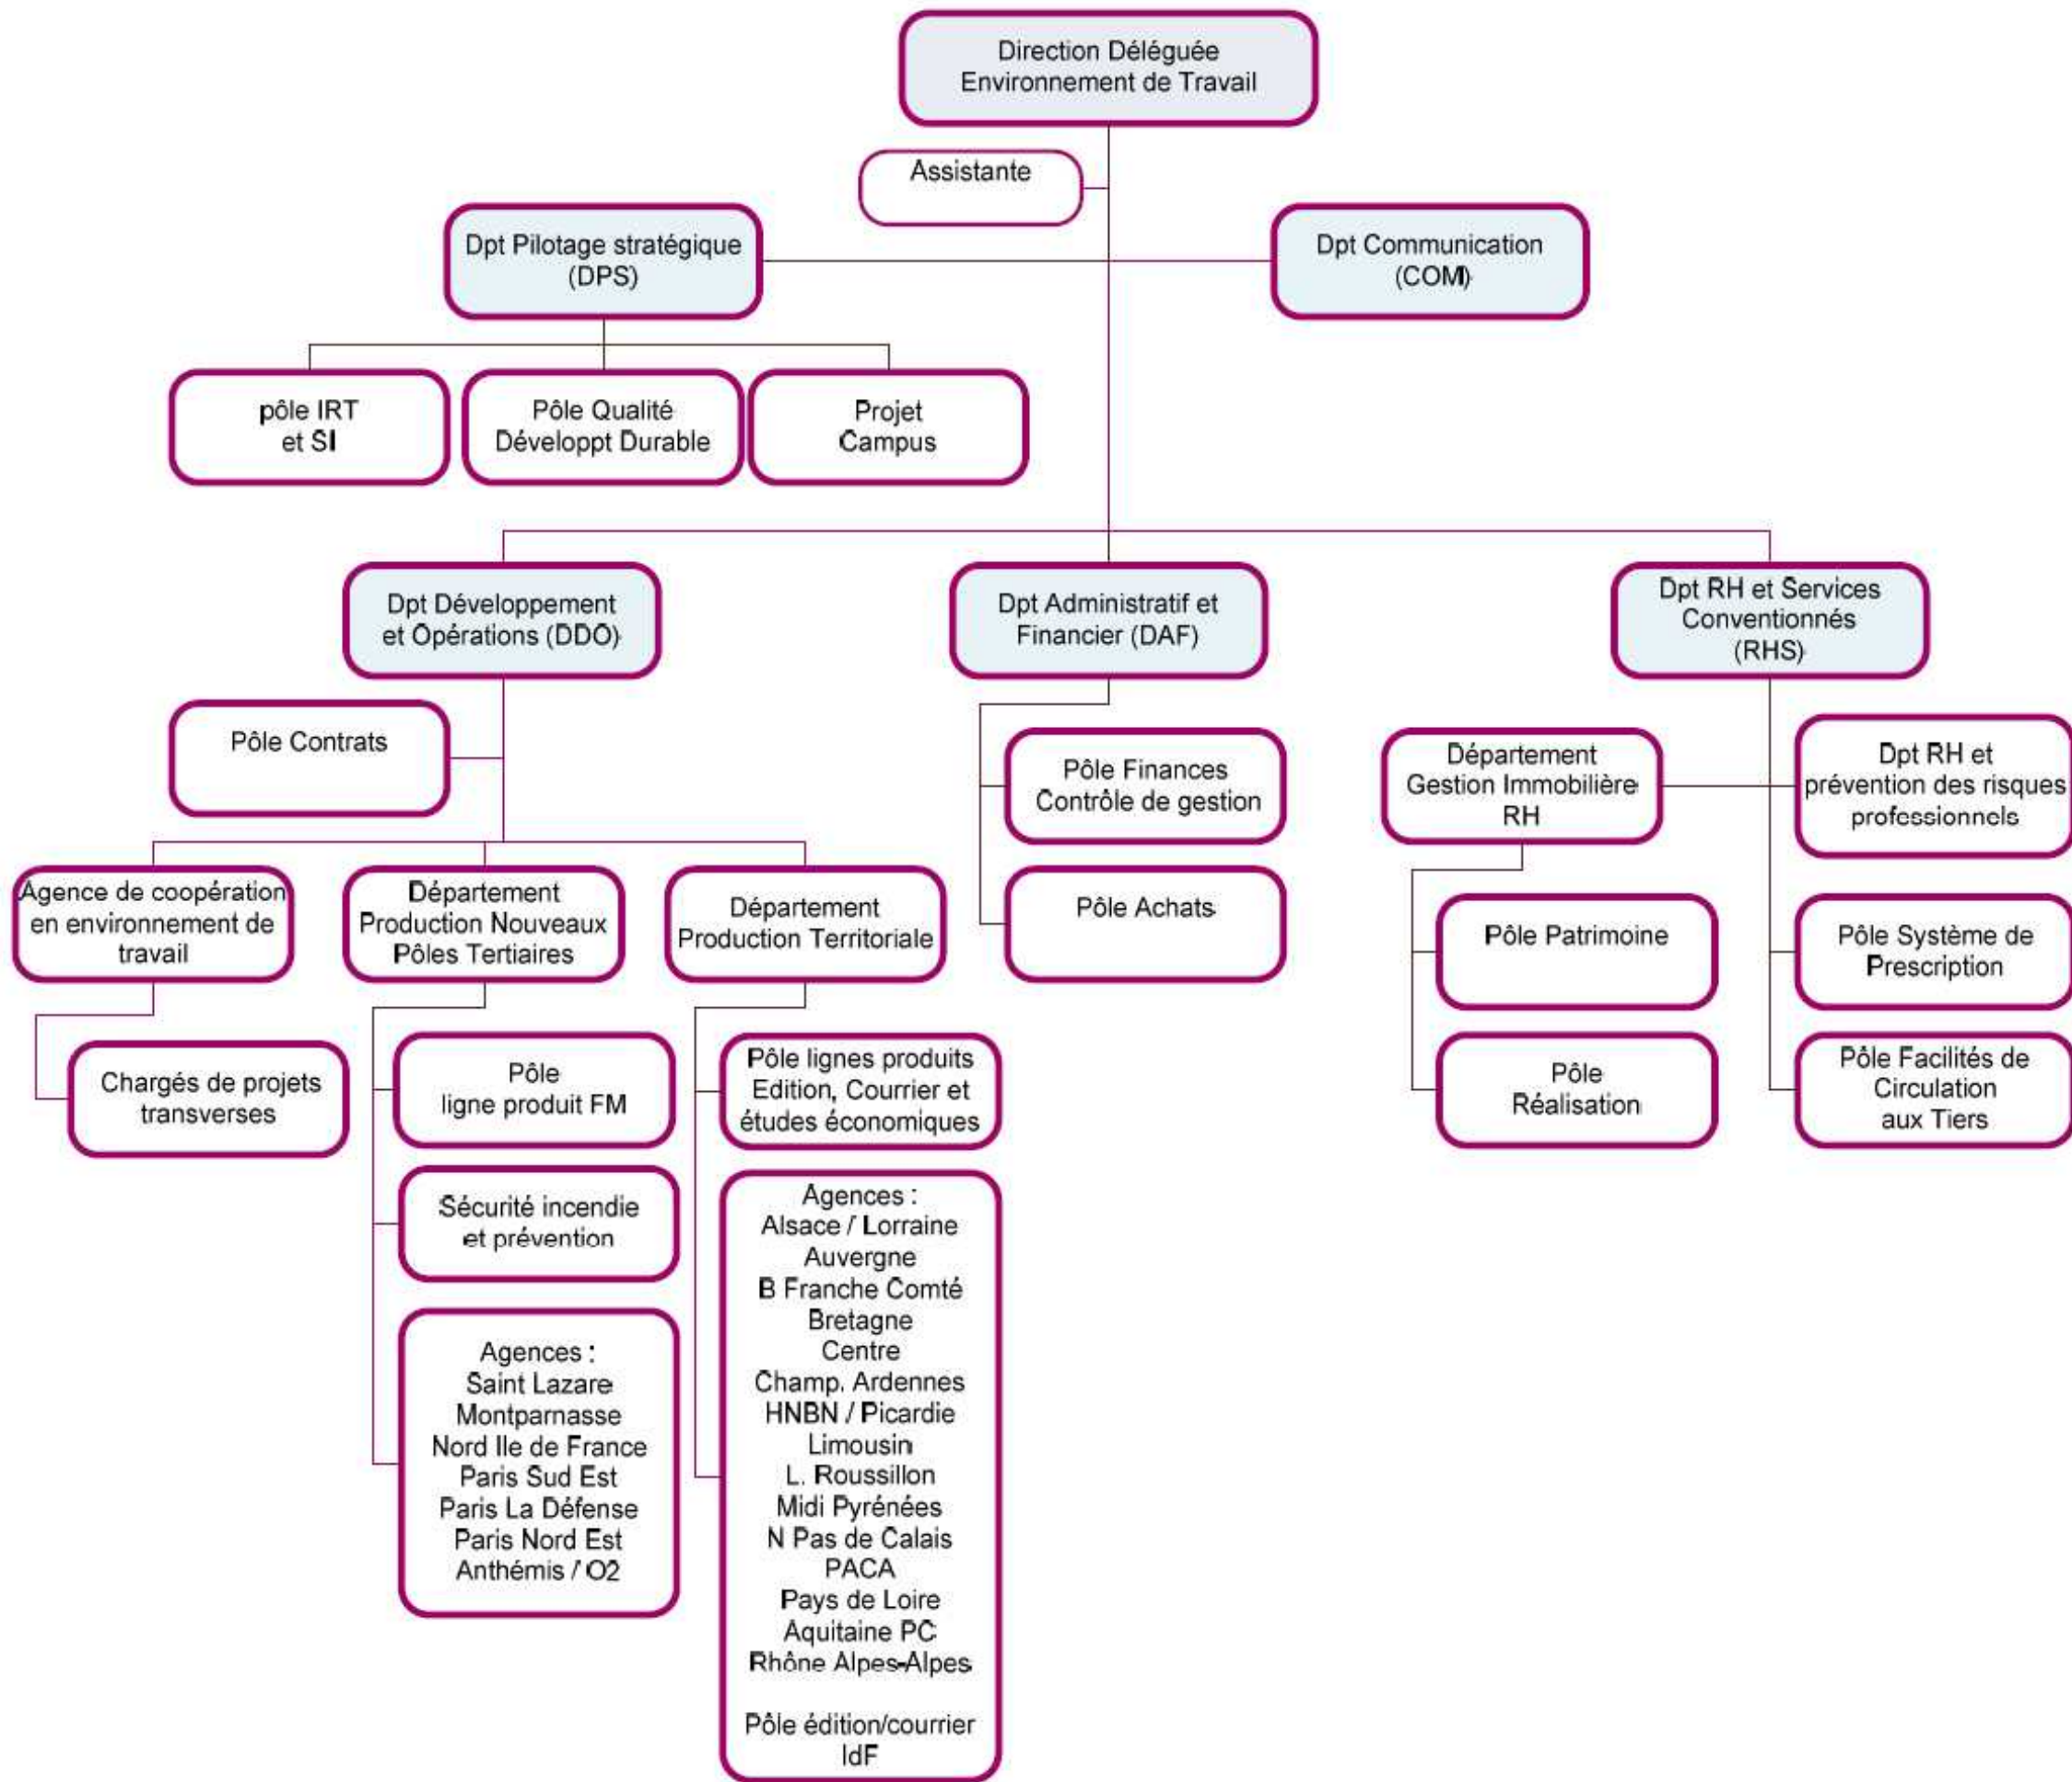 Direction Déléguée
Environnement de Travail
Assistante
Dpt Pilotage stratégique
(DPS)
Dpt Communication
(COM)
pôle IRT
et SI
Pôle Qualité
Développt Durable
Projet
Campus
Dpt Développement
et Opérations (DDO)
Dpt Administratif et
Financier (DAF)
Dpt RH et Services
Conventionnés
(RHS)
Pôle Contrats
Pôle Finances
Contrôle de gestion
Pôle Achats
Département
Gestion Immobilière
RH
Dpt RH et
prévention des risques
professionnels
Agence de coopération
en environnement de
travail
Département
Production Nouveaux
Pôles Tertiaires
Département
Production Territoriale
Pôle Patrimoine
Pôle Système de
Prescription
Chargés de projets
transverses
Pôle
ligne produit FM
Pôle lignes produits
Edition, Courrier et
études économiques
Pôle
Réalisation
Pôle Facilités de
Circulation
aux Tiers
Sécurité incendie
et prévention
Agences :
Saint Lazare
Montparnasse
Nord Ile de France
Paris Sud Est
Paris La Défense
Paris Nord Est
Anthémis / O2
Agences :
Alsace / Lorraine
Auvergne
B Franche Comté
Bretagne
Centre
Champ. Ardennes
HNBN / Picardie
Limousin
L. Roussillon
Midi Pyrénées
N Pas de Calais
PACA
Pays de Loire
Aquitaine PC
Rhône Alpes-Alpes
Pôle édition/courrier
IdF